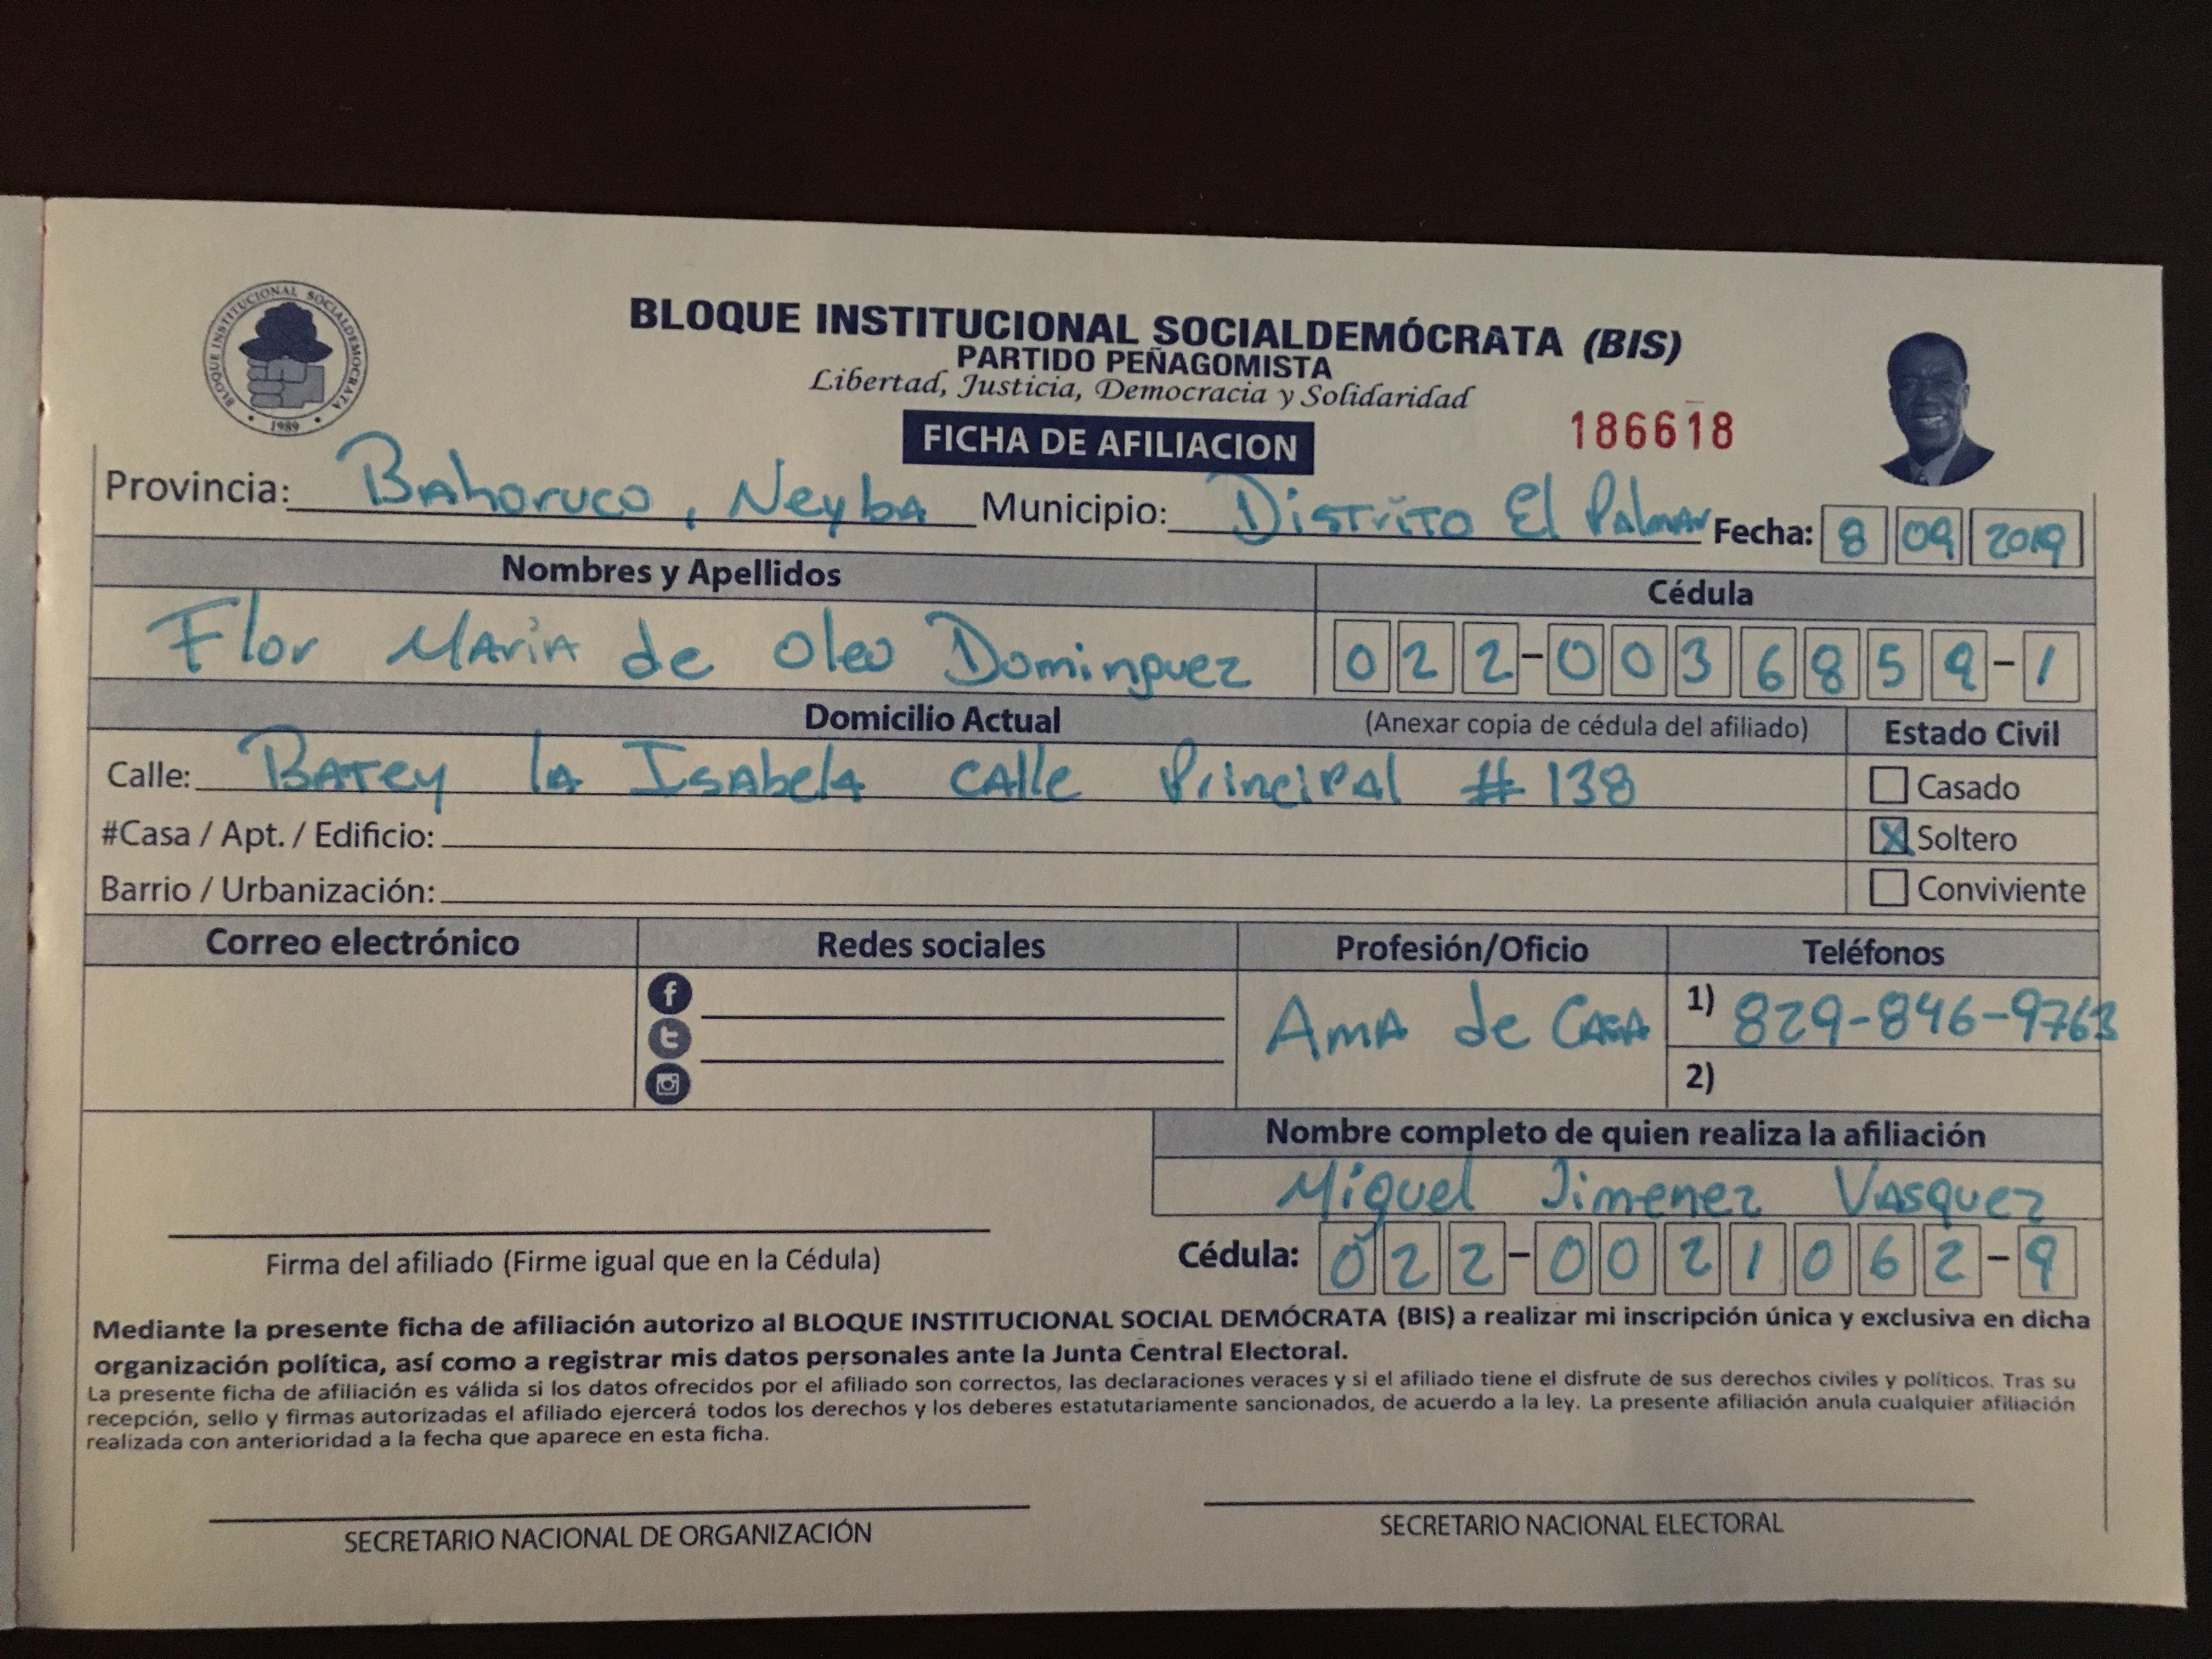 BLOQUE INSTITUCIONAL SOCIALDEMOCRATA
1989
BLOQUE INSTITUCIONAL SOCIALDEMÓCRATA (BIS)
PARTIDO PEÑAGOMISTA
Libertad, Justicia, Democracia y Solidaridad
FICHA DE AFILIACION
186618
Provincia: Bahoruco, Neyba Municipio: Distrito El Palmar Fecha: 8 09 2019
Nombres y Apellidos Cédula
Flor Maria de Oleo Dominguez 022-0036859-1
Domicilio Actual (Anexar copia de cédula del afiliado) Estado Civil
Calle: Batey la Isabela calle Principal #138 Casado
#Casa / Apt. / Edificio: X Soltero
Barrio / Urbanización: Conviviente
Correo electrónico Redes sociales Profesión/Oficio Teléfonos
Ama de Casa 1) 829-846-9763
2)
Nombre completo de quien realiza la afiliación
Miguel Jimenez Vasquez
Firma del afiliado (Firme igual que en la Cédula) Cédula: 022-0021062-9
Mediante la presente ficha de afiliación autorizo al BLOQUE INSTITUCIONAL SOCIAL DEMÓCRATA (BIS) a realizar mi inscripción única y exclusiva en dicha
organización política, así como a registrar mis datos personales ante la Junta Central Electoral.
La presente ficha de afiliación es válida si los datos ofrecidos por el afiliado son correctos, las declaraciones veraces y si el afiliado tiene el disfrute de sus derechos civiles y políticos. Tras su
recepción, sello y firmas autorizadas el afiliado ejercerá todos los derechos y los deberes estatutariamente sancionados, de acuerdo a la ley. La presente afiliación anula cualquier afiliación
realizada con anterioridad a la fecha que aparece en esta ficha.
SECRETARIO NACIONAL DE ORGANIZACIÓN SECRETARIO NACIONAL ELECTORAL